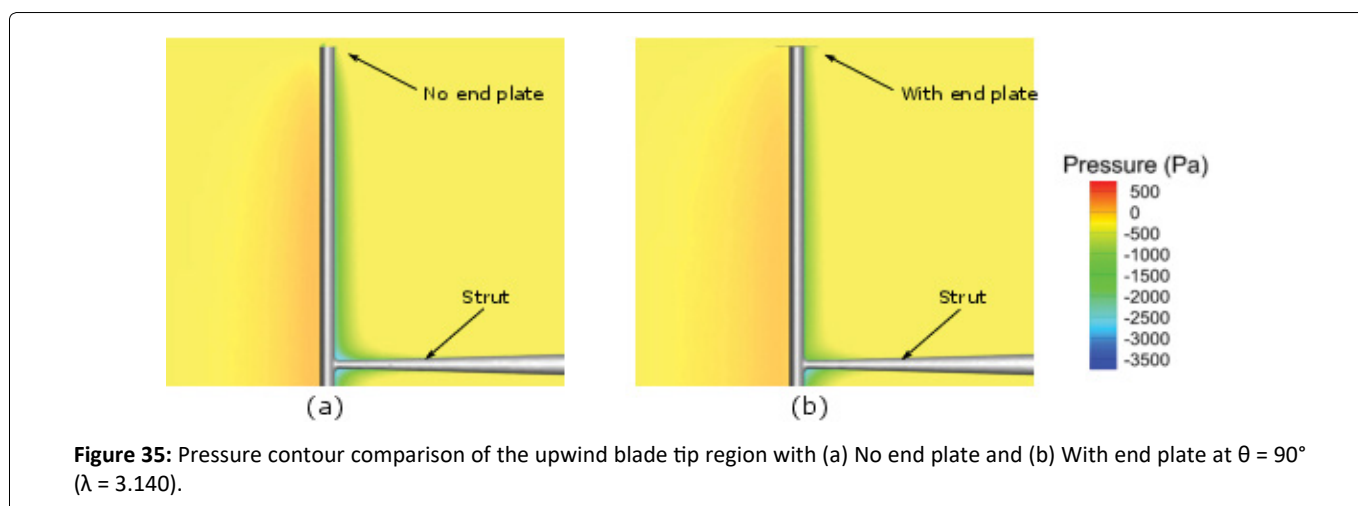 No end plate
Strut
(a)
With end plate
Strut
(b)
Pressure (Pa)
500
0
-500
-1000
-1500
-2000
-2500
-3000
-3500
Figure 35: Pressure contour comparison of the upwind blade tip region with (a) No end plate and (b) With end plate at θ = 90°
(λ = 3.140).